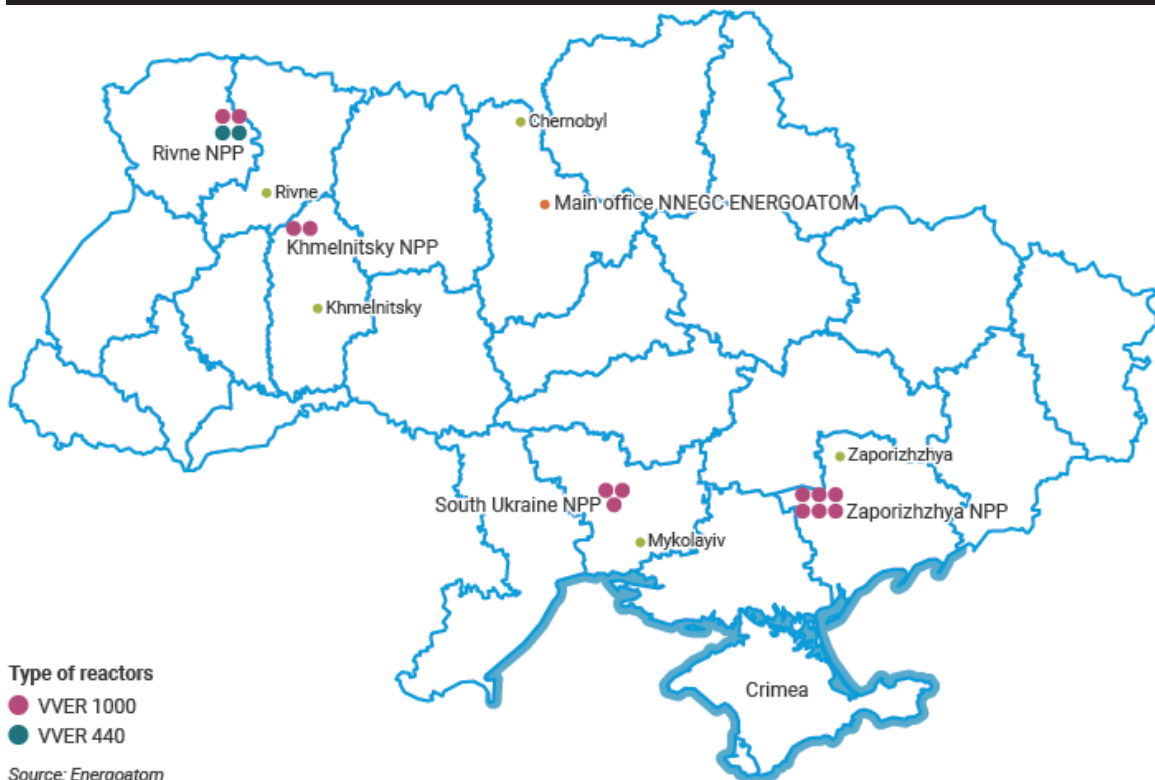 Chernobyl
Rivne NPP
Rivne
Main office NNEGC ENERGOATOM
Khmelnitsky NPP
Khmelnitsky
Zaporizhzhya
South Ukraine NPP
Zaporizhzhya NPP
Mykolayiv
Crimea
Type of reactors
VVER 1000
VVER 440
Source: Energoatom